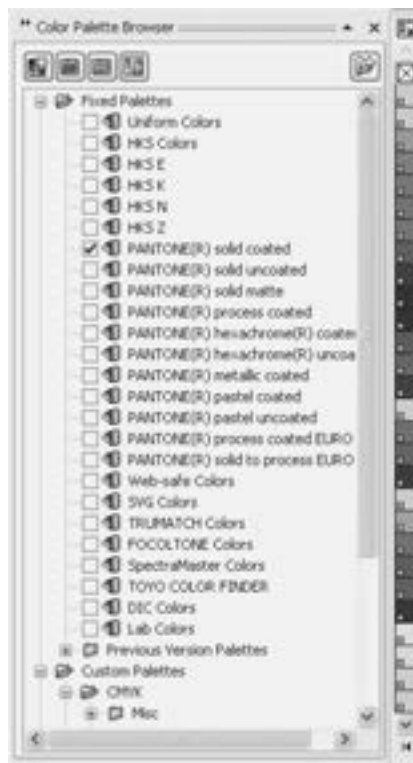 Color Palette Browser
Fixed Palettes
Uniform Colors
HKS Colors
HKS E
HKS K
HKS N
HKS Z
PANTONE(R) solid coated
PANTONE(R) solid uncoated
PANTONE(R) solid matte
PANTONE(R) process coated
PANTONE(R) hexachrome(R) coate
PANTONE(R) hexachrome(R) uncoa
PANTONE(R) metallic coated
PANTONE(R) pastel coated
PANTONE(R) pastel uncoated
PANTONE(R) process coated EURO
PANTONE(R) solid to process EURO
Web-safe Colors
SVG Colors
TRUMATCH Colors
FOCOLTONE Colors
SpectraMaster Colors
TOYO COLOR FINDER
DIC Colors
Lab Colors
Previous Version Palettes
Custom Palettes
CMYK
Misc